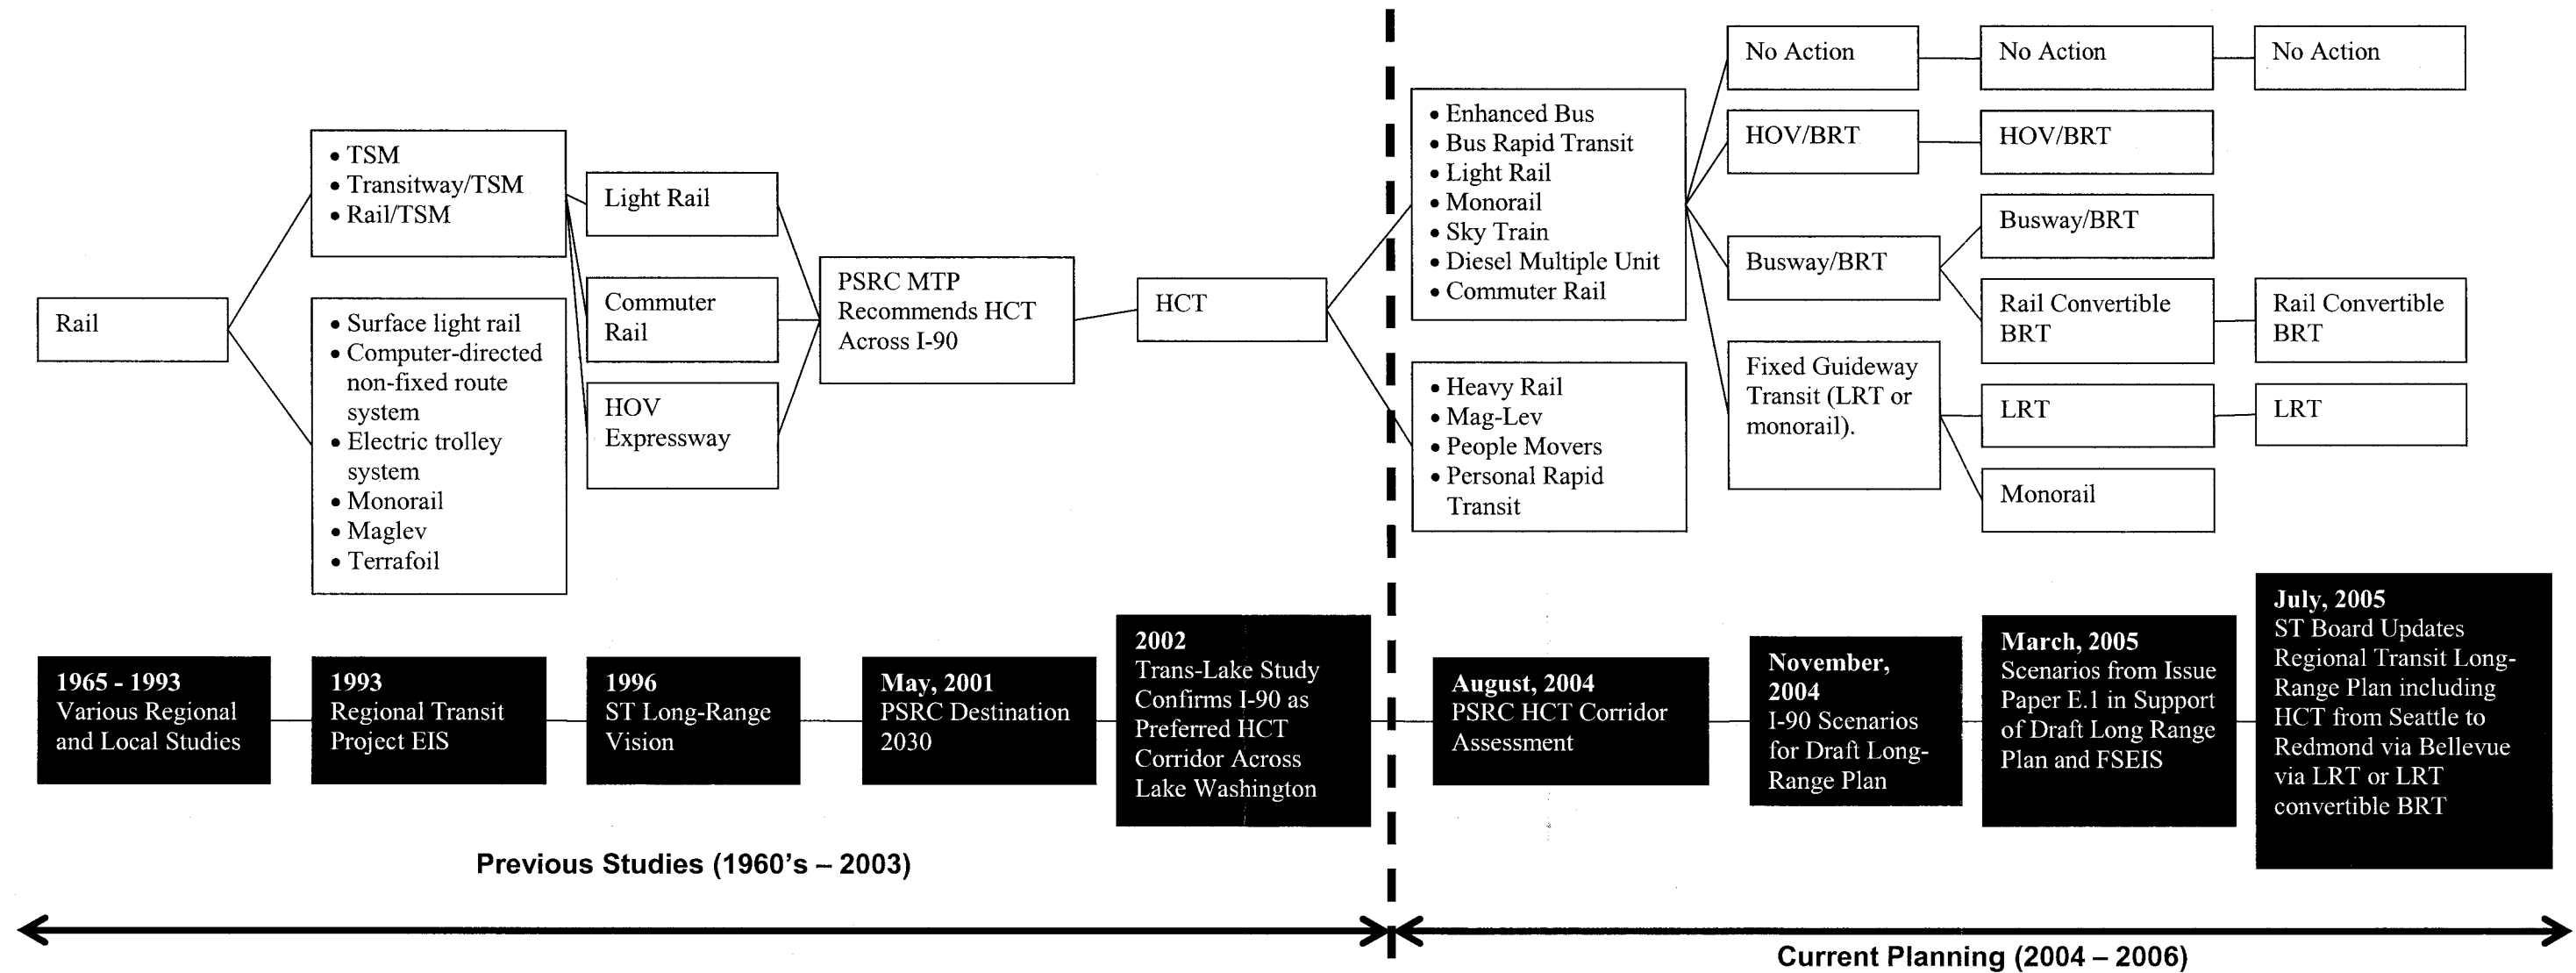 Rail
• TSM
• Transitway/TSM
• Rail/TSM
• Surface light rail
• Computer-directed
non-fixed route
system
• Electric trolley
system
• Monorail
• Maglev
• Terrafoil
Light Rail
Commuter
Rail
HOV
Expressway
PSRC MTP
Recommends HCT
Across I-90
HCT
• Enhanced Bus
• Bus Rapid Transit
• Light Rail
• Monorail
• Sky Train
• Diesel Multiple Unit
• Commuter Rail
• Heavy Rail
• Mag-Lev
• People Movers
• Personal Rapid
Transit
No Action
HOV/BRT
Busway/BRT
Fixed Guideway
Transit (LRT or
monorail).
No Action
HOV/BRT
Busway/BRT
Rail Convertible
BRT
LRT
Monorail
No Action
Rail Convertible
BRT
LRT
1965 - 1993
Various Regional
and Local Studies
1993
Regional Transit
Project EIS
1996
ST Long-Range
Vision
May, 2001
PSRC Destination
2030
2002
Trans-Lake Study
Confirms I-90 as
Preferred HCT
Corridor Across
Lake Washington
August, 2004
PSRC HCT Corridor
Assessment
November,
2004
I-90 Scenarios
for Draft Long-
Range Plan
March, 2005
Scenarios from Issue
Paper E.1 in Support
of Draft Long Range
Plan and FSEIS
July, 2005
ST Board Updates
Regional Transit Long-
Range Plan including
HCT from Seattle to
Redmond via Bellevue
via LRT or LRT
convertible BRT
Previous Studies (1960's – 2003)
Current Planning (2004 – 2006)